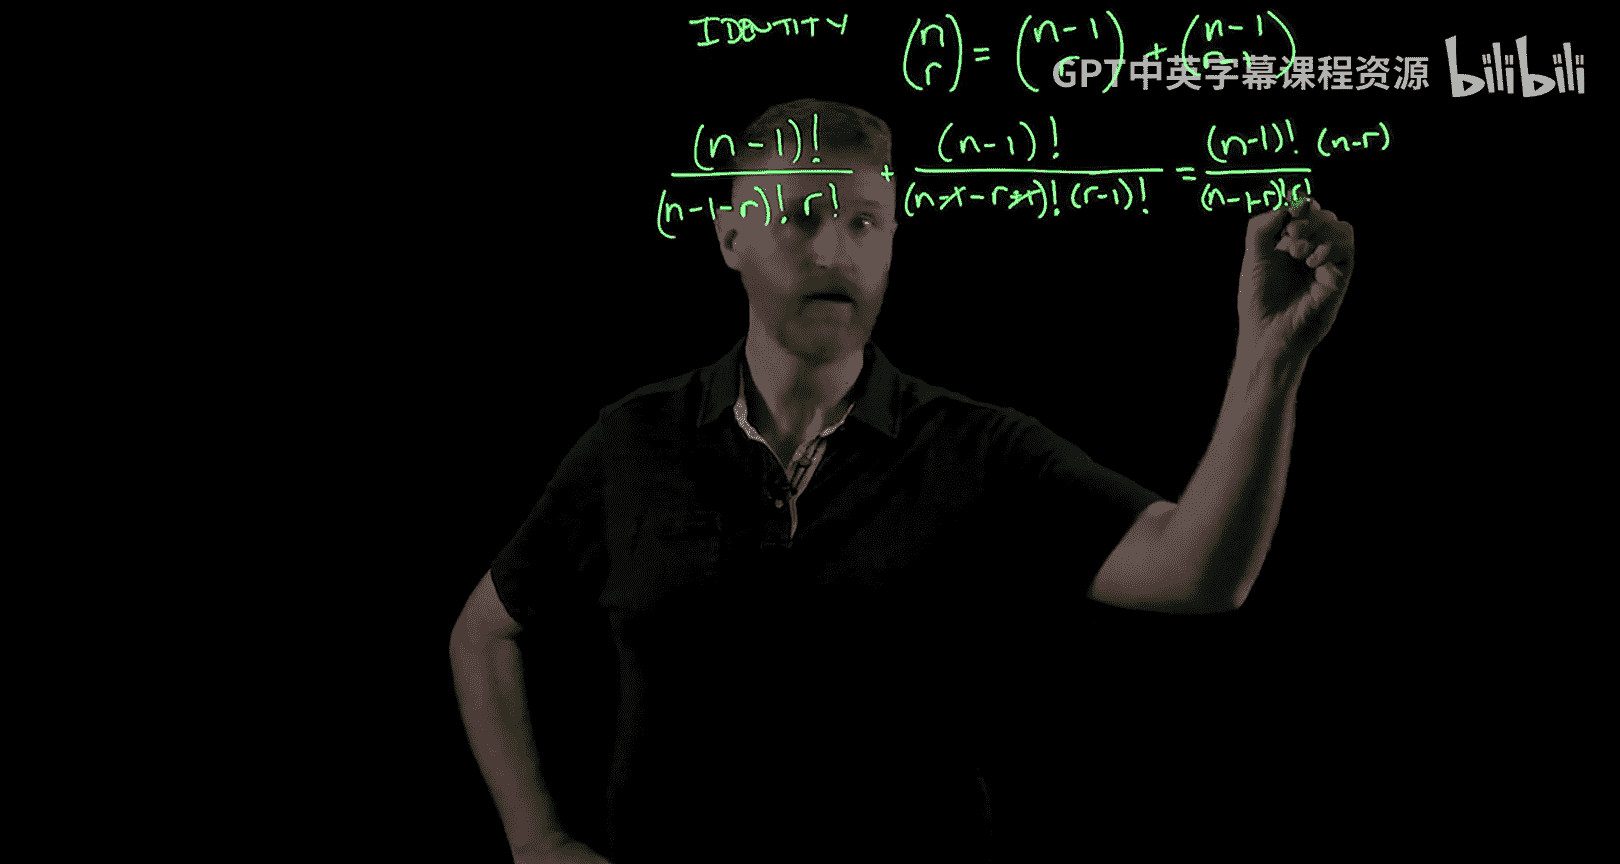 IDENTITY (n r) = (n-1 r) + (n-1 r-1)
GPT中英字幕课程资源 bilibili
(n-1)! / (n-1-r)! r! + (n-1)! / (n-1-r+1)! (r-1)! = (n-1)! (n-r) / (n-1-r)! r!